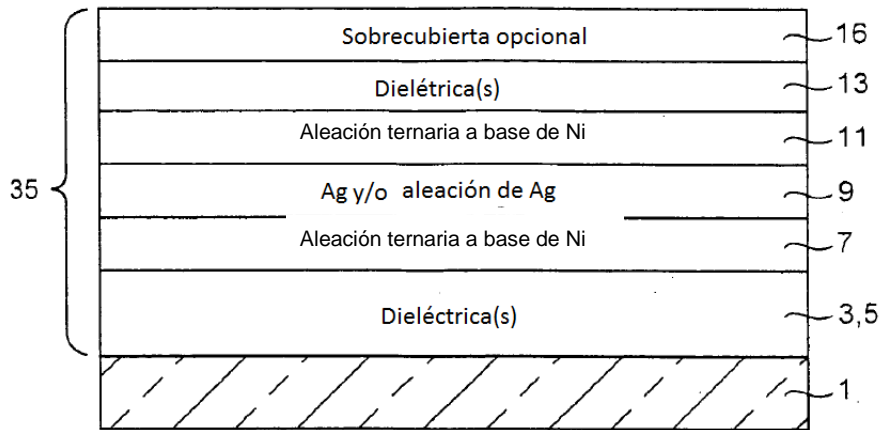 Sobrecubierta opcional 16
Dielétrica(s) 13
Aleación ternaria a base de Ni 11
35 Ag y/o aleación de Ag 9
Aleación ternaria a base de Ni 7
Dieléctrica(s) 3,5
1